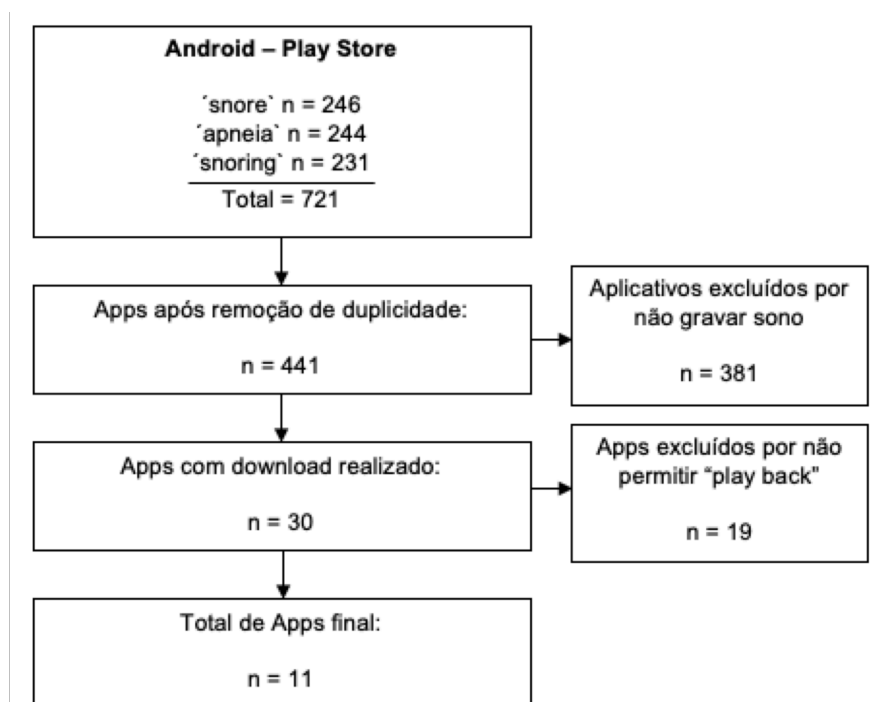 Android – Play Store
´snore` n = 246
´apneia` n = 244
´snoring` n = 231
Total = 721
Apps após remoção de duplicidade:
n = 441
Aplicativos excluídos por
não gravar sono
n = 381
Apps com download realizado:
n = 30
Apps excluídos por não
permitir “play back”
n = 19
Total de Apps final:
n = 11